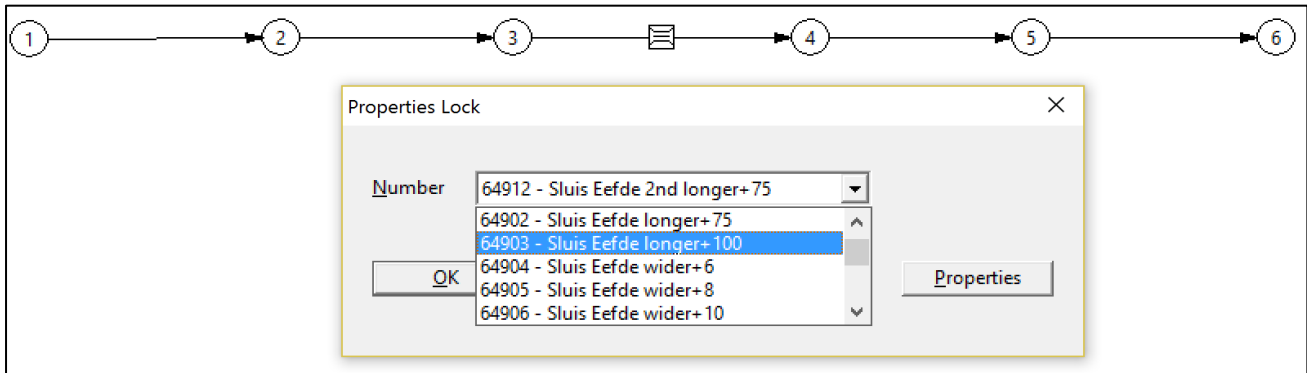 1 2 3 4 5 6
Properties Lock
Number 64912 - Sluis Eefde 2nd longer+75
64902 - Sluis Eefde longer+75
64903 - Sluis Eefde longer+100
64904 - Sluis Eefde wider+6
OK 64905 - Sluis Eefde wider+8 Properties
64906 - Sluis Eefde wider+10